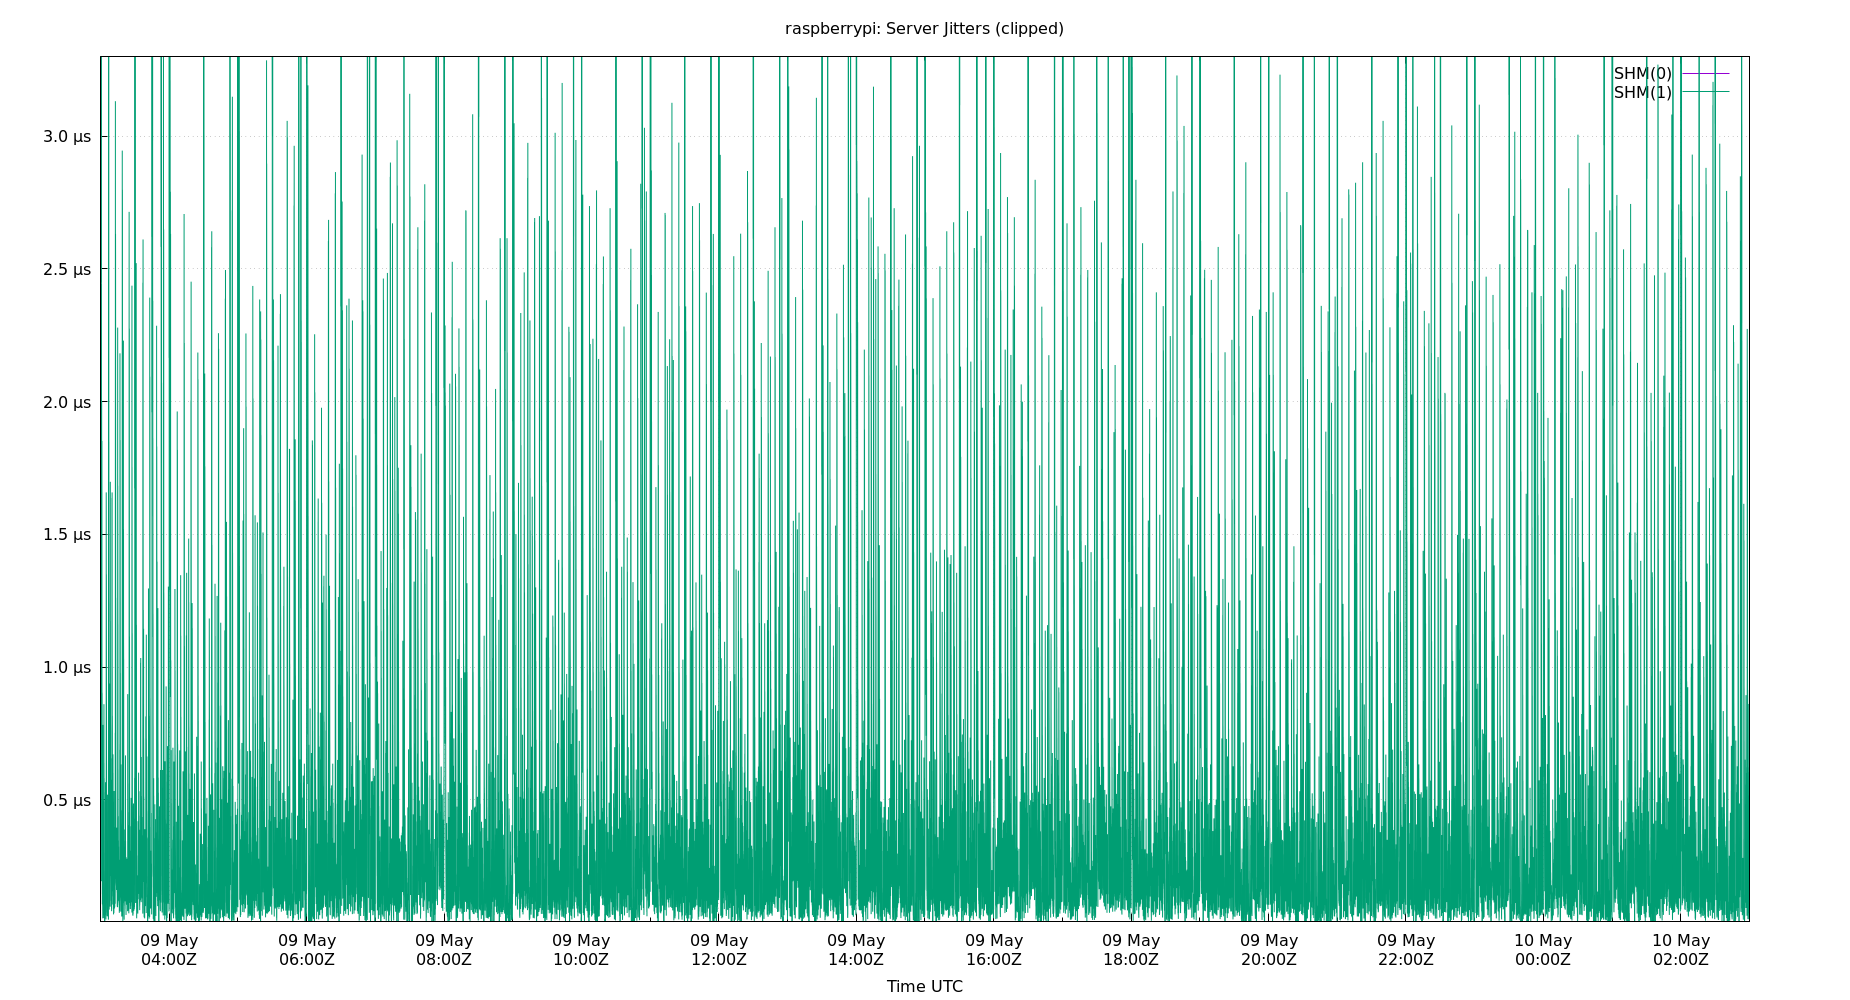 raspberrypi: Server Jitters (clipped)
SHM(0)
SHM(1)
3.0 µs
2.5 µs
2.0 µs
1.5 µs
1.0 µs
0.5 µs
09 May 09 May 09 May 09 May 09 May 09 May 09 May 09 May 09 May 09 May 10 May 10 May
04:00Z 06:00Z 08:00Z 10:00Z 12:00Z 14:00Z 16:00Z 18:00Z 20:00Z 22:00Z 00:00Z 02:00Z
Time UTC